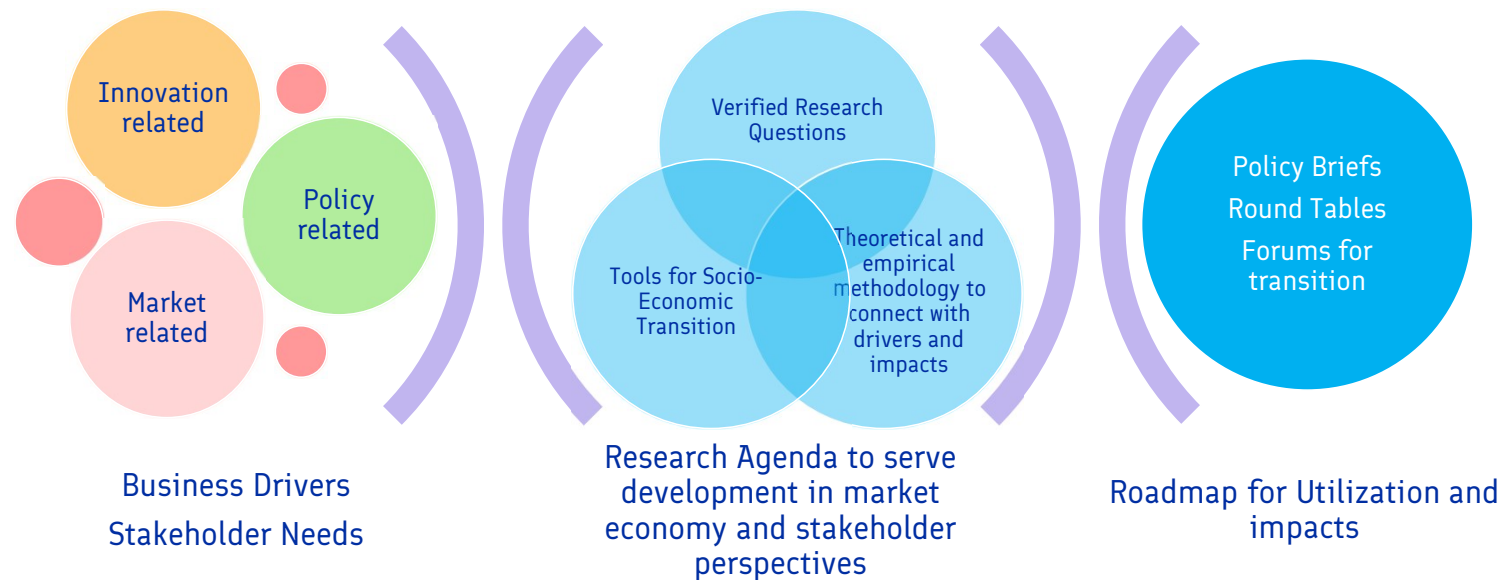 Innovation
related
Policy
related
Market
related
Business Drivers
Stakeholder Needs
Verified Research
Questions
Tools for Socio-
Economic
Transition
Theoretical and
empirical
methodology to
connect with
drivers and
impacts
Research Agenda to serve
development in market
economy and stakeholder
perspectives
Policy Briefs
Round Tables
Forums for
transition
Roadmap for Utilization and
impacts